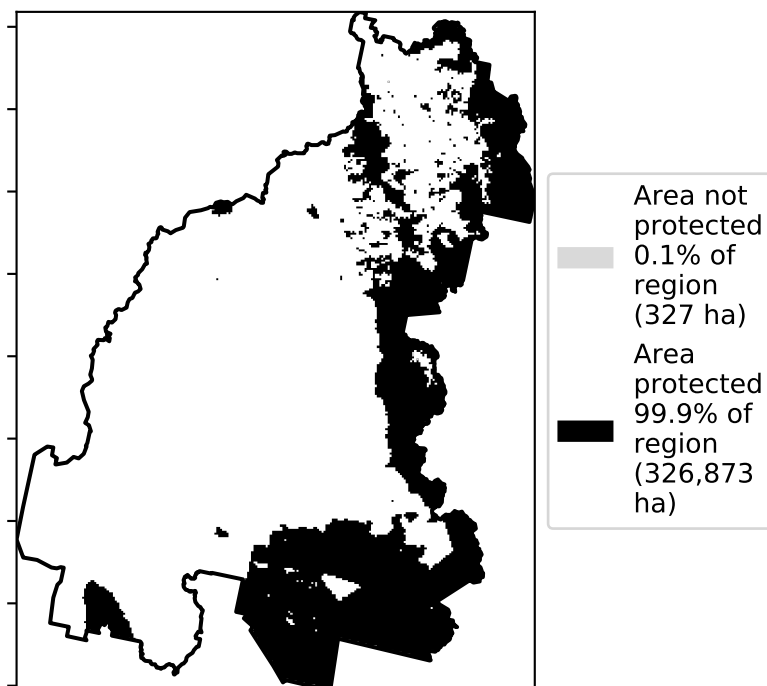 Area not
protected
0.1% of
region
(327 ha)
Area
protected
99.9% of
region
(326,873
ha)